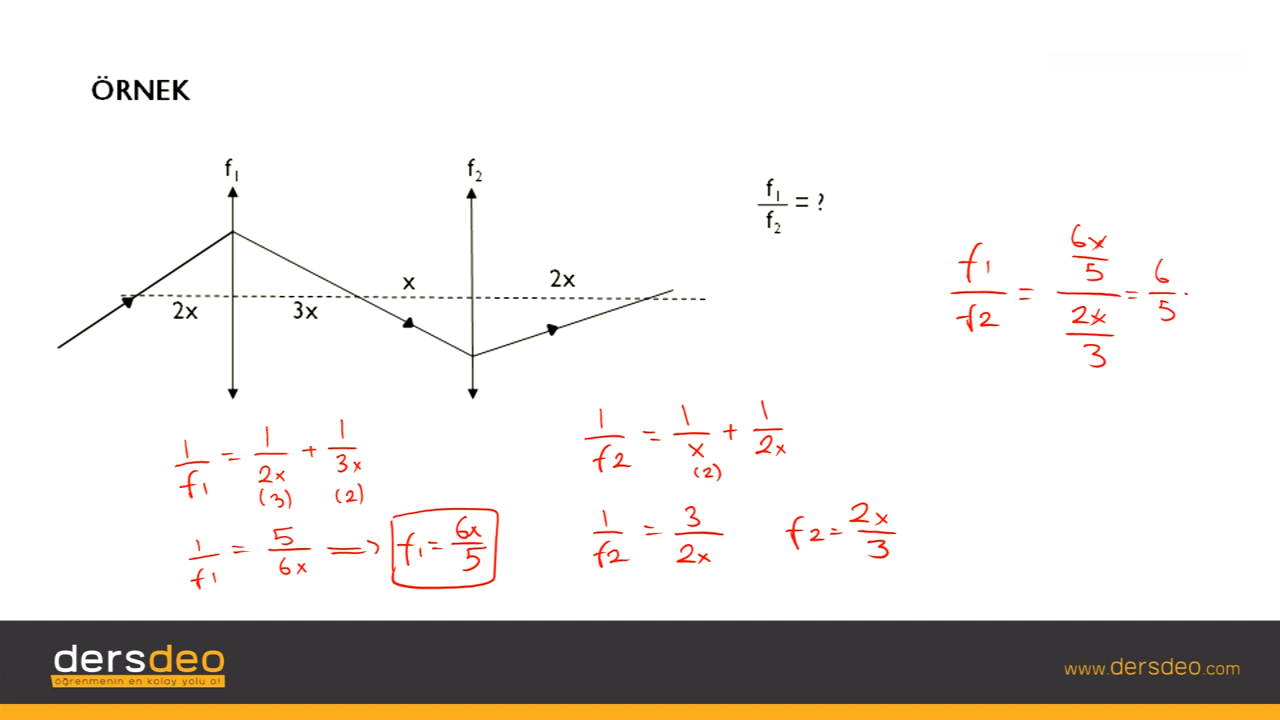 ÖRNEK
f₁
f₂
f₁/f₂ = ?
2x
3x
x
2x
f1/f2 = (6x/5)/(2x/3) = 6/5 ·
1/f1 = 1/2x + 1/3x
(3) (2)
1/f1 = 5/6x ⟹ f1 = 6x/5
1/f2 = 1/x + 1/2x
(2)
1/f2 = 3/2x f2 = 2x/3
dersdeo
öğrenmenin en kolay yolu o!
www.dersdeo.com